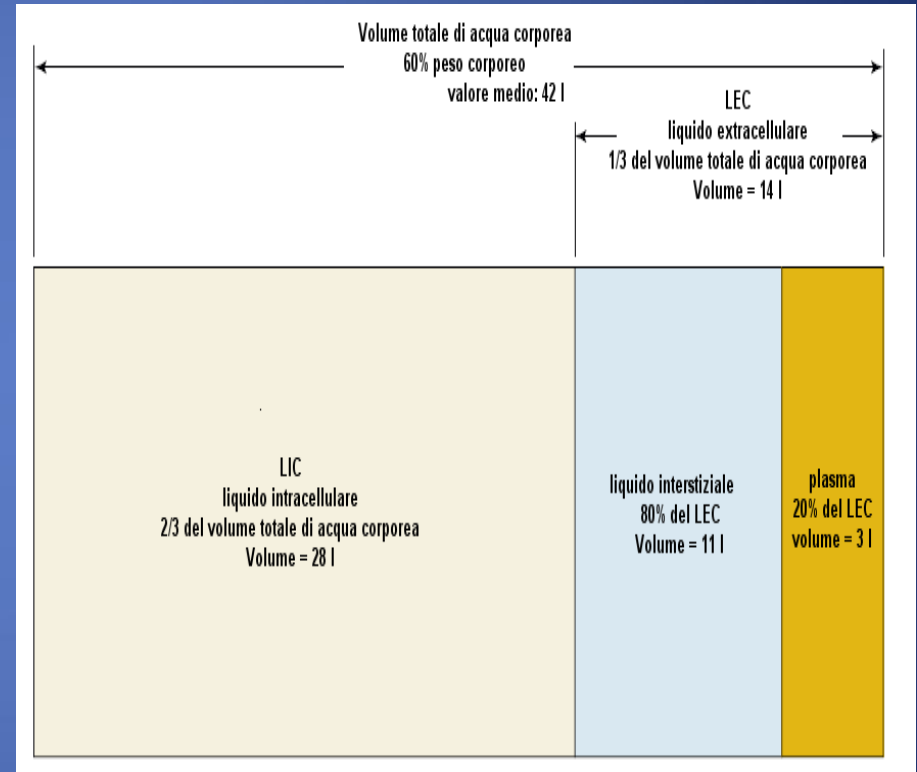 Volume totale di acqua corporea
60% peso corporeo
valore medio: 42 l
LEC
liquido extracellulare
1/3 del volume totale di acqua corporea
Volume = 14 l
LIC
liquido intracellulare
2/3 del volume totale di acqua corporea
Volume = 28 l
liquido interstiziale
80% del LEC
Volume = 11 l
plasma
20% del LEC
volume = 3 l